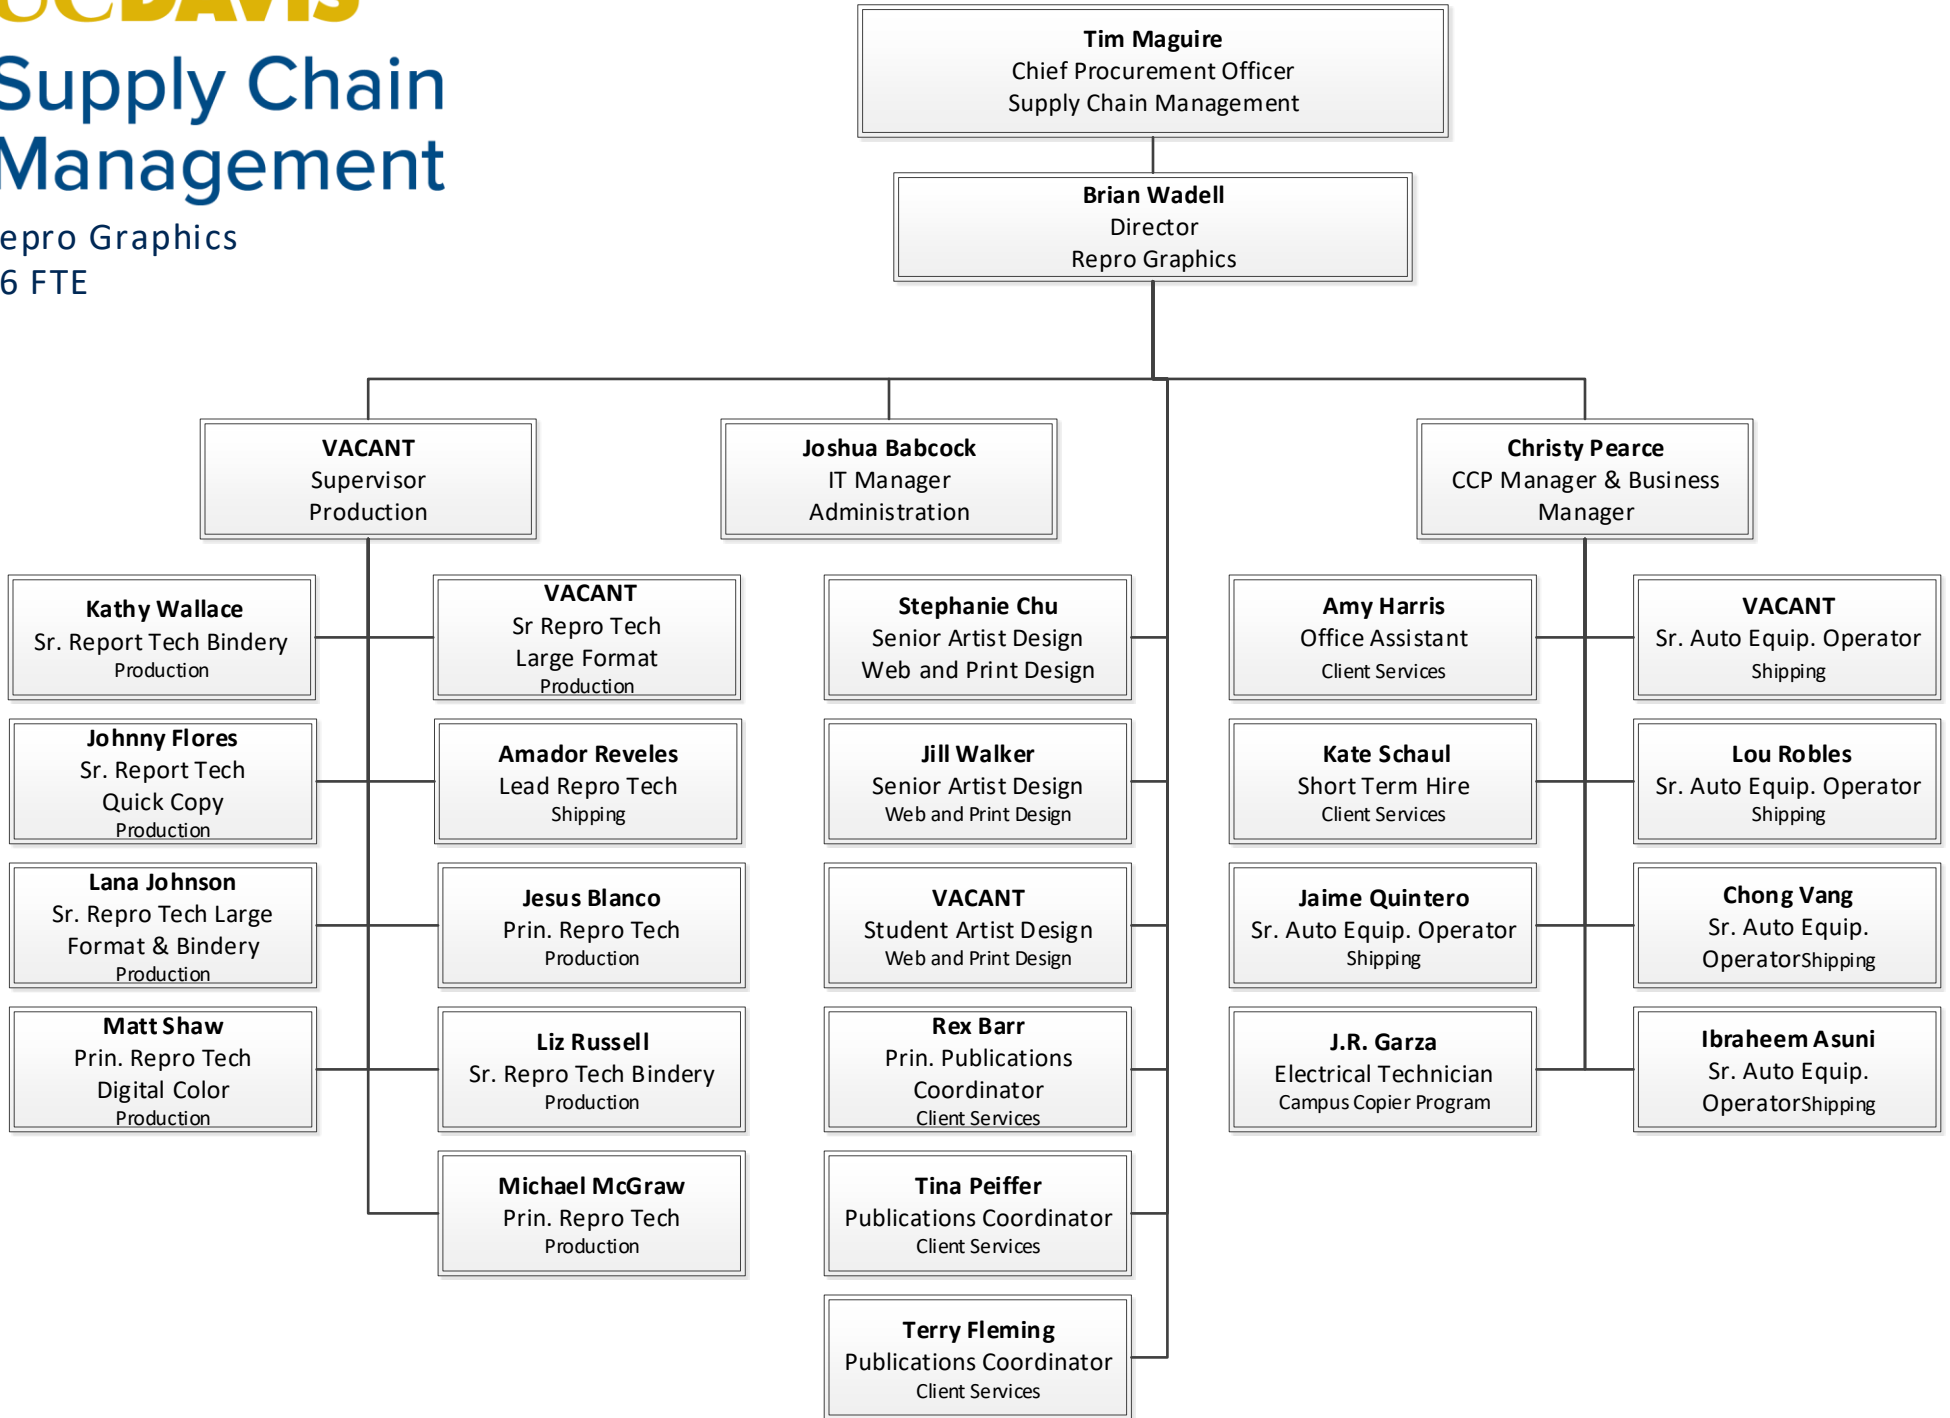 UCDAVIS
Supply Chain
Management
epro Graphics
6 FTE
Tim Maguire
Chief Procurement Officer
Supply Chain Management
Brian Wadell
Director
Repro Graphics
VACANT
Supervisor
Production
Joshua Babcock
IT Manager
Administration
Christy Pearce
CCP Manager & Business
Manager
Kathy Wallace
Sr. Report Tech Bindery
Production
VACANT
Sr Repro Tech
Large Format
Production
Stephanie Chu
Senior Artist Design
Web and Print Design
Amy Harris
Office Assistant
Client Services
VACANT
Sr. Auto Equip. Operator
Shipping
Johnny Flores
Sr. Report Tech
Quick Copy
Production
Amador Reveles
Lead Repro Tech
Shipping
Jill Walker
Senior Artist Design
Web and Print Design
Kate Schaul
Short Term Hire
Client Services
Lou Robles
Sr. Auto Equip. Operator
Shipping
Lana Johnson
Sr. Repro Tech Large
Format & Bindery
Production
Jesus Blanco
Prin. Repro Tech
Production
VACANT
Student Artist Design
Web and Print Design
Jaime Quintero
Sr. Auto Equip. Operator
Shipping
Chong Vang
Sr. Auto Equip.
OperatorShipping
Matt Shaw
Prin. Repro Tech
Digital Color
Production
Liz Russell
Sr. Repro Tech Bindery
Production
Rex Barr
Prin. Publications
Coordinator
Client Services
J.R. Garza
Electrical Technician
Campus Copier Program
Ibraheem Asuni
Sr. Auto Equip.
OperatorShipping
Michael McGraw
Prin. Repro Tech
Production
Tina Peiffer
Publications Coordinator
Client Services
Terry Fleming
Publications Coordinator
Client Services